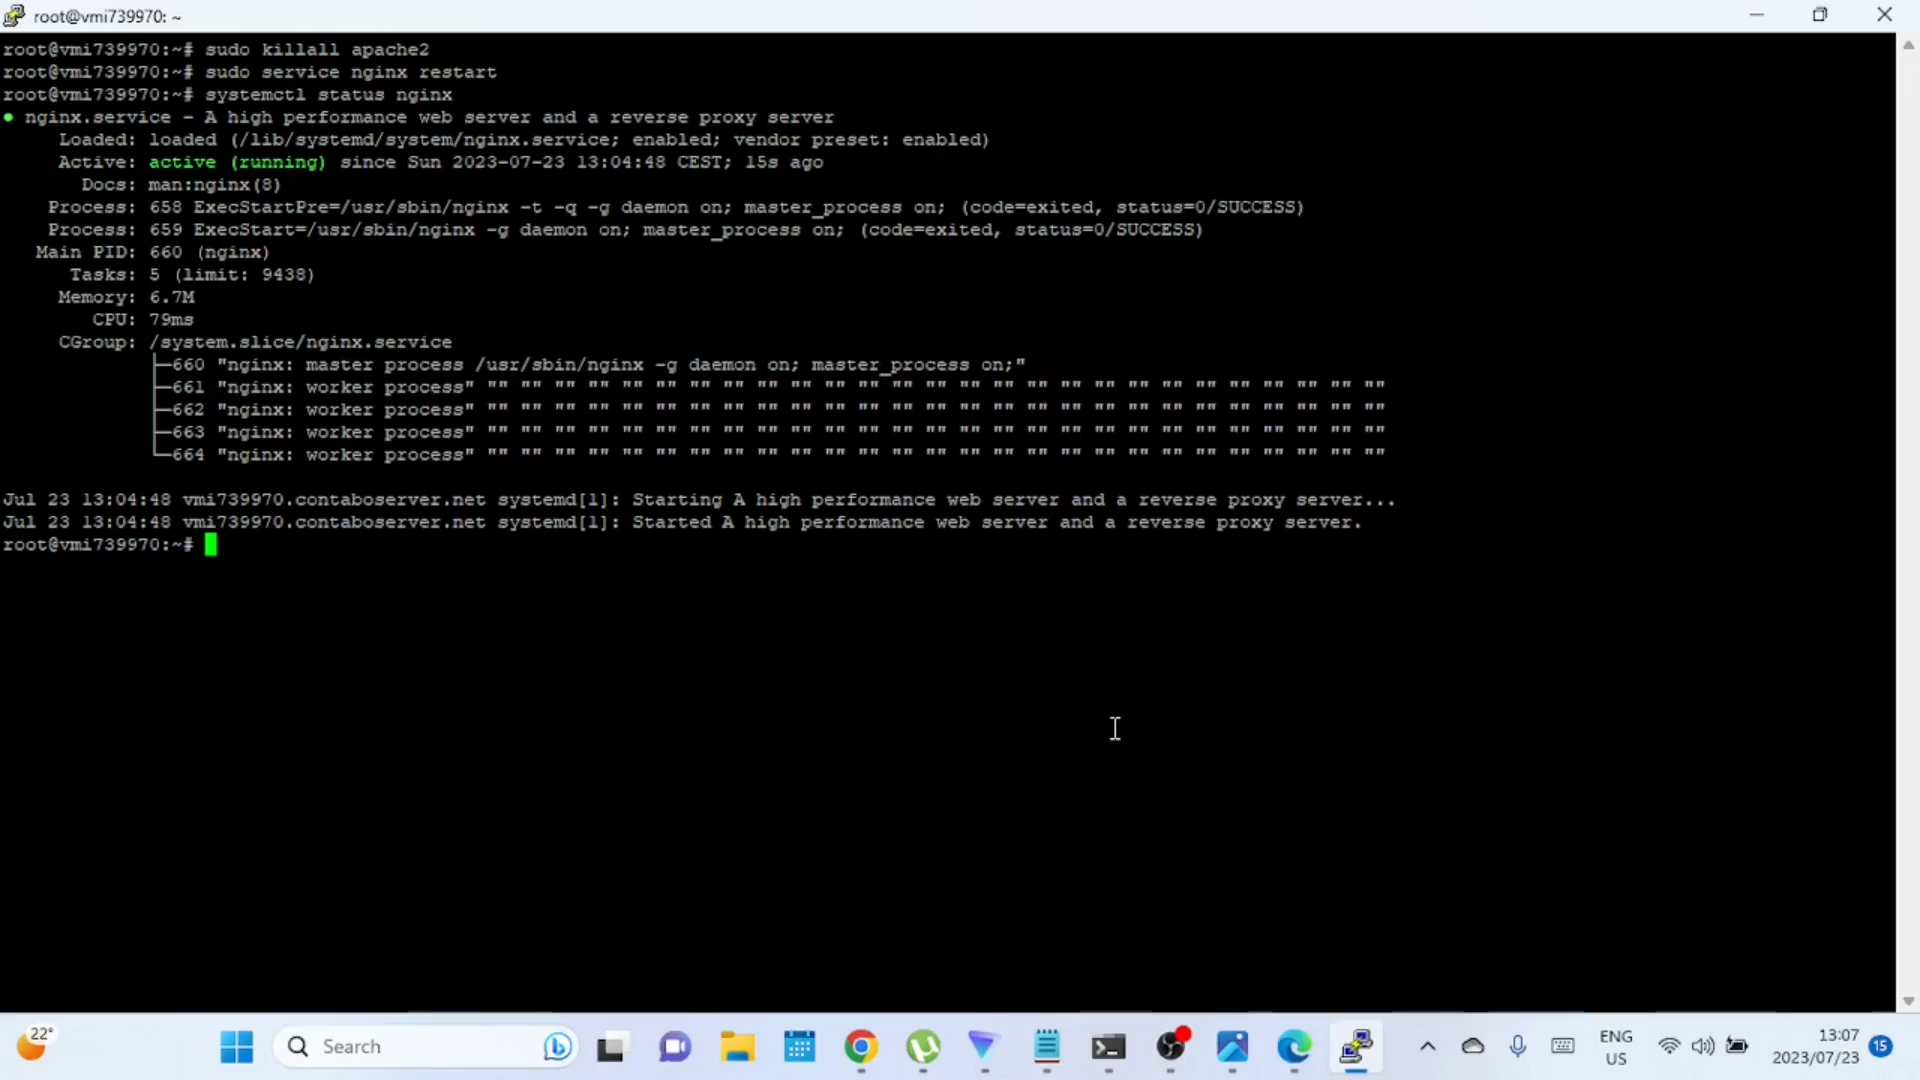 root@vmi739970: ~
root@vmi739970:~# sudo killall apache2
root@vmi739970:~# sudo service nginx restart
root@vmi739970:~# systemctl status nginx
● nginx.service - A high performance web server and a reverse proxy server
Loaded: loaded (/lib/systemd/system/nginx.service; enabled; vendor preset: enabled)
Active: active (running) since Sun 2023-07-23 13:04:48 CEST; 15s ago
Docs: man:nginx(8)
Process: 658 ExecStartPre=/usr/sbin/nginx -t -q -g daemon on; master_process on; (code=exited, status=0/SUCCESS)
Process: 659 ExecStart=/usr/sbin/nginx -g daemon on; master_process on; (code=exited, status=0/SUCCESS)
Main PID: 660 (nginx)
Tasks: 5 (limit: 9438)
Memory: 6.7M
CPU: 79ms
CGroup: /system.slice/nginx.service
├─660 "nginx: master process /usr/sbin/nginx -g daemon on; master_process on;"
├─661 "nginx: worker process" "" "" "" "" "" "" "" "" "" "" "" "" "" "" "" "" "" "" "" "" "" "" "" "" "" "" ""
├─662 "nginx: worker process" "" "" "" "" "" "" "" "" "" "" "" "" "" "" "" "" "" "" "" "" "" "" "" "" "" "" ""
├─663 "nginx: worker process" "" "" "" "" "" "" "" "" "" "" "" "" "" "" "" "" "" "" "" "" "" "" "" "" "" "" ""
└─664 "nginx: worker process" "" "" "" "" "" "" "" "" "" "" "" "" "" "" "" "" "" "" "" "" "" "" "" "" "" "" ""
Jul 23 13:04:48 vmi739970.contaboserver.net systemd[1]: Starting A high performance web server and a reverse proxy server...
Jul 23 13:04:48 vmi739970.contaboserver.net systemd[1]: Started A high performance web server and a reverse proxy server.
root@vmi739970:~#
22°
Search
ENG
US
13:07
2023/07/23
15